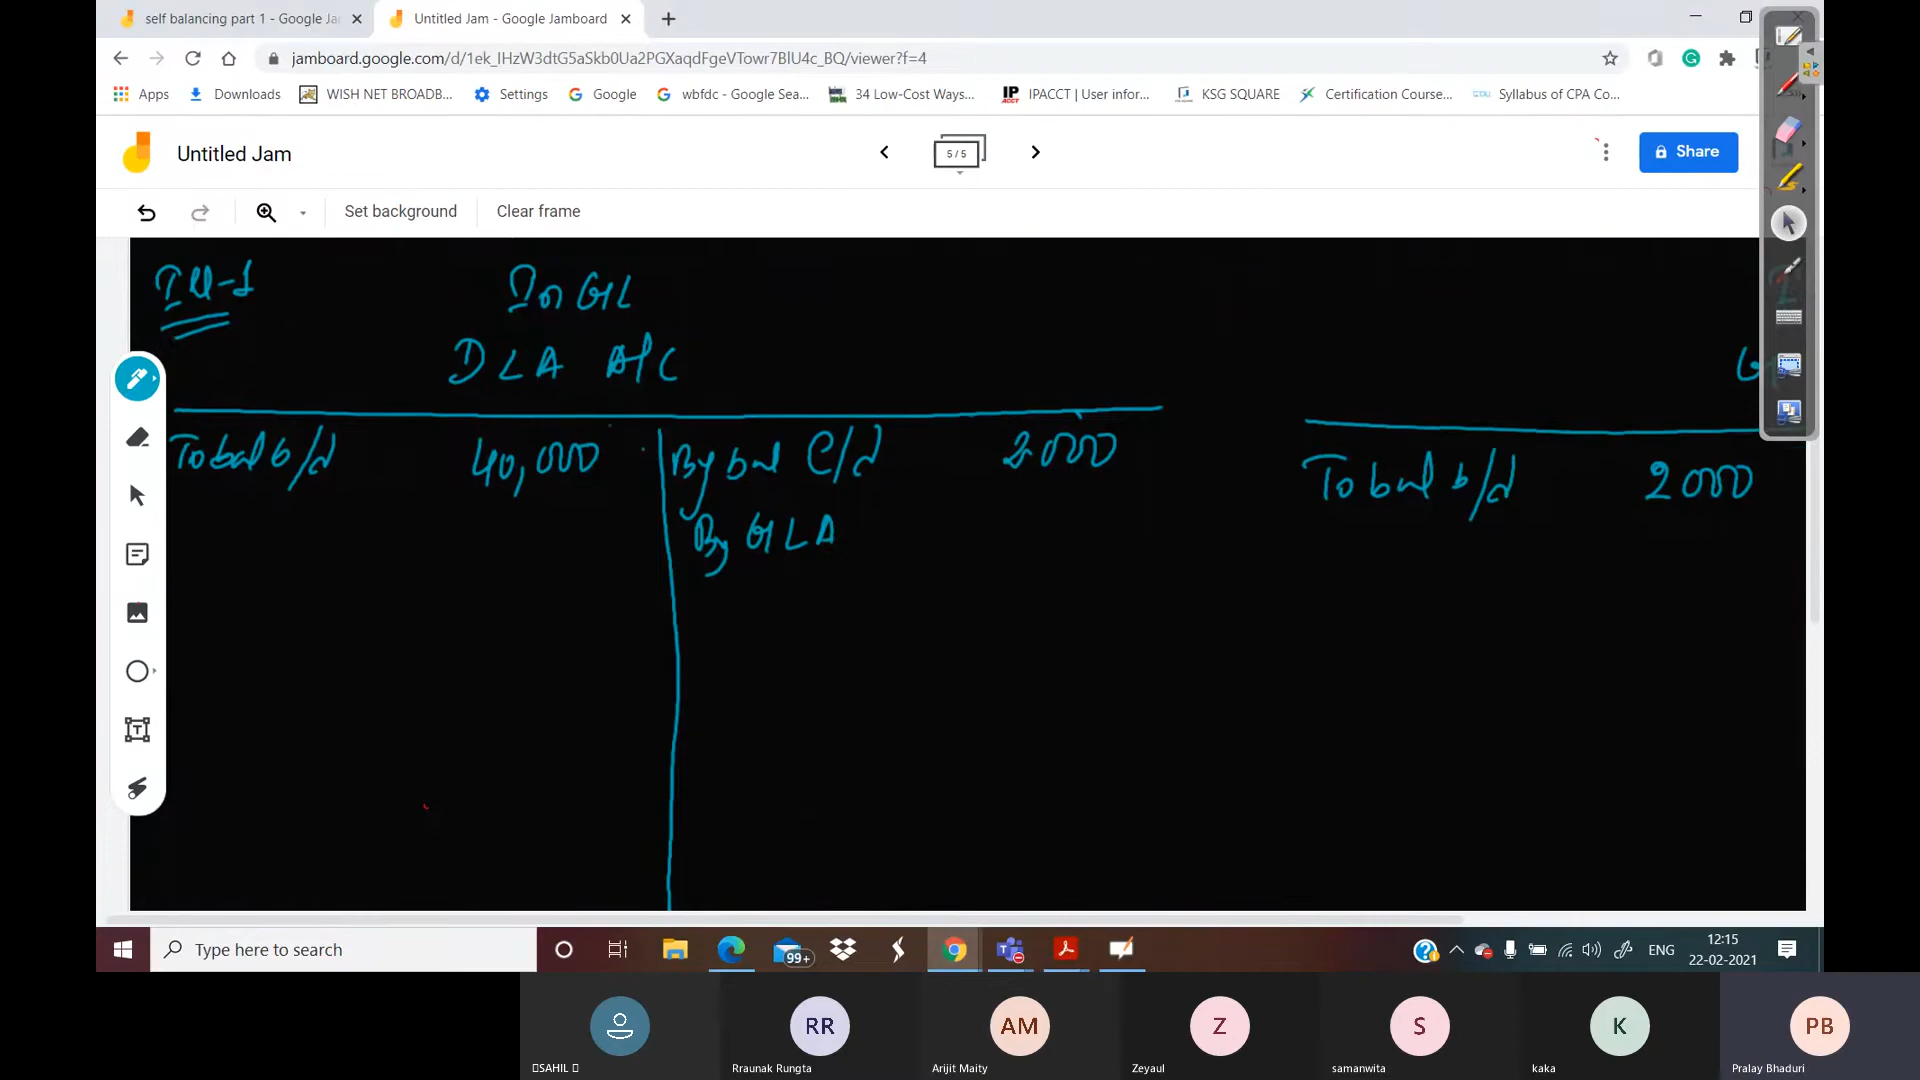 self balancing part 1 - Google Ja
Untitled Jam - Google Jamboard
jamboard.google.com/d/1ek_IHzW3dtG5aSkb0Ua2PGXaqdFgeVTowr7BlU4c_BQ/viewer?f=4
Apps Downloads WISH NET BROADB... Settings Google wbfdc - Google Sea... 34 Low-Cost Ways... IPACCT | User infor... KSG SQUARE Certification Course... Syllabus of CPA Co...
Untitled Jam
5 / 5
Share
Set background Clear frame
Ill-1
In GL
DLA A/C
To bal b/d 40,000 By bal c/d 2000
By GLA
To bal b/d 2000
Type here to search
99+
ENG
12:15
22-02-2021
RR AM Z S K PB
SAHIL
Rraunak Rungta
Arijit Maity
Zeyaul
samanwita
kaka
Pralay Bhaduri